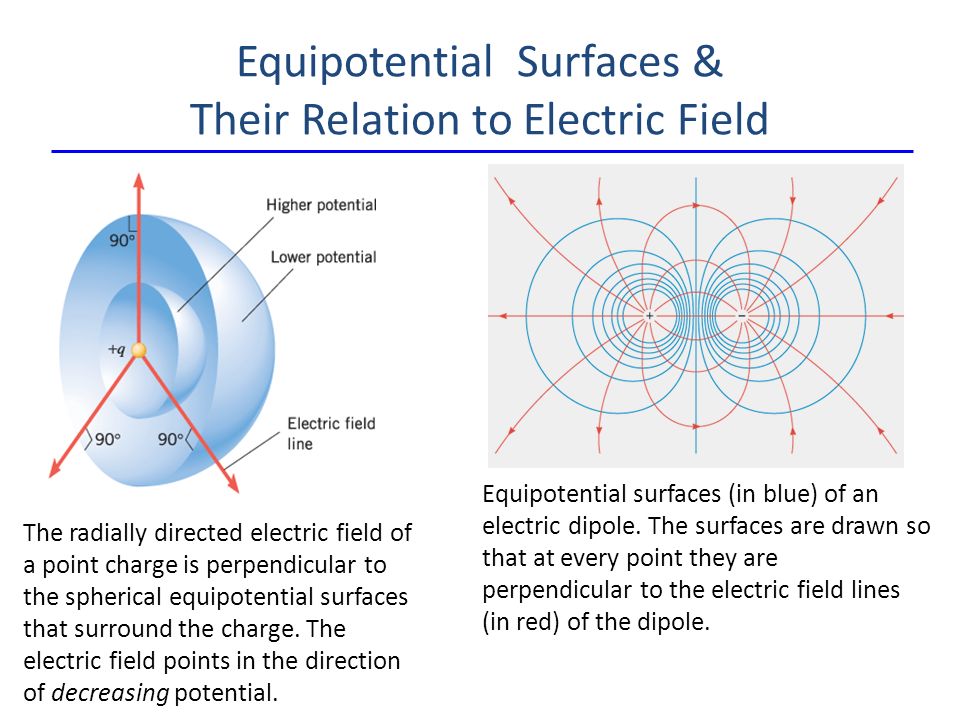 Equipotential Surfaces &
Their Relation to Electric Field
Higher potential
90°
Lower potential
+q
Electric field
line
90°
90°
+
−
The radially directed electric field of
a point charge is perpendicular to
the spherical equipotential surfaces
that surround the charge. The
electric field points in the direction
of decreasing potential.
Equipotential surfaces (in blue) of an
electric dipole. The surfaces are drawn so
that at every point they are
perpendicular to the electric field lines
(in red) of the dipole.